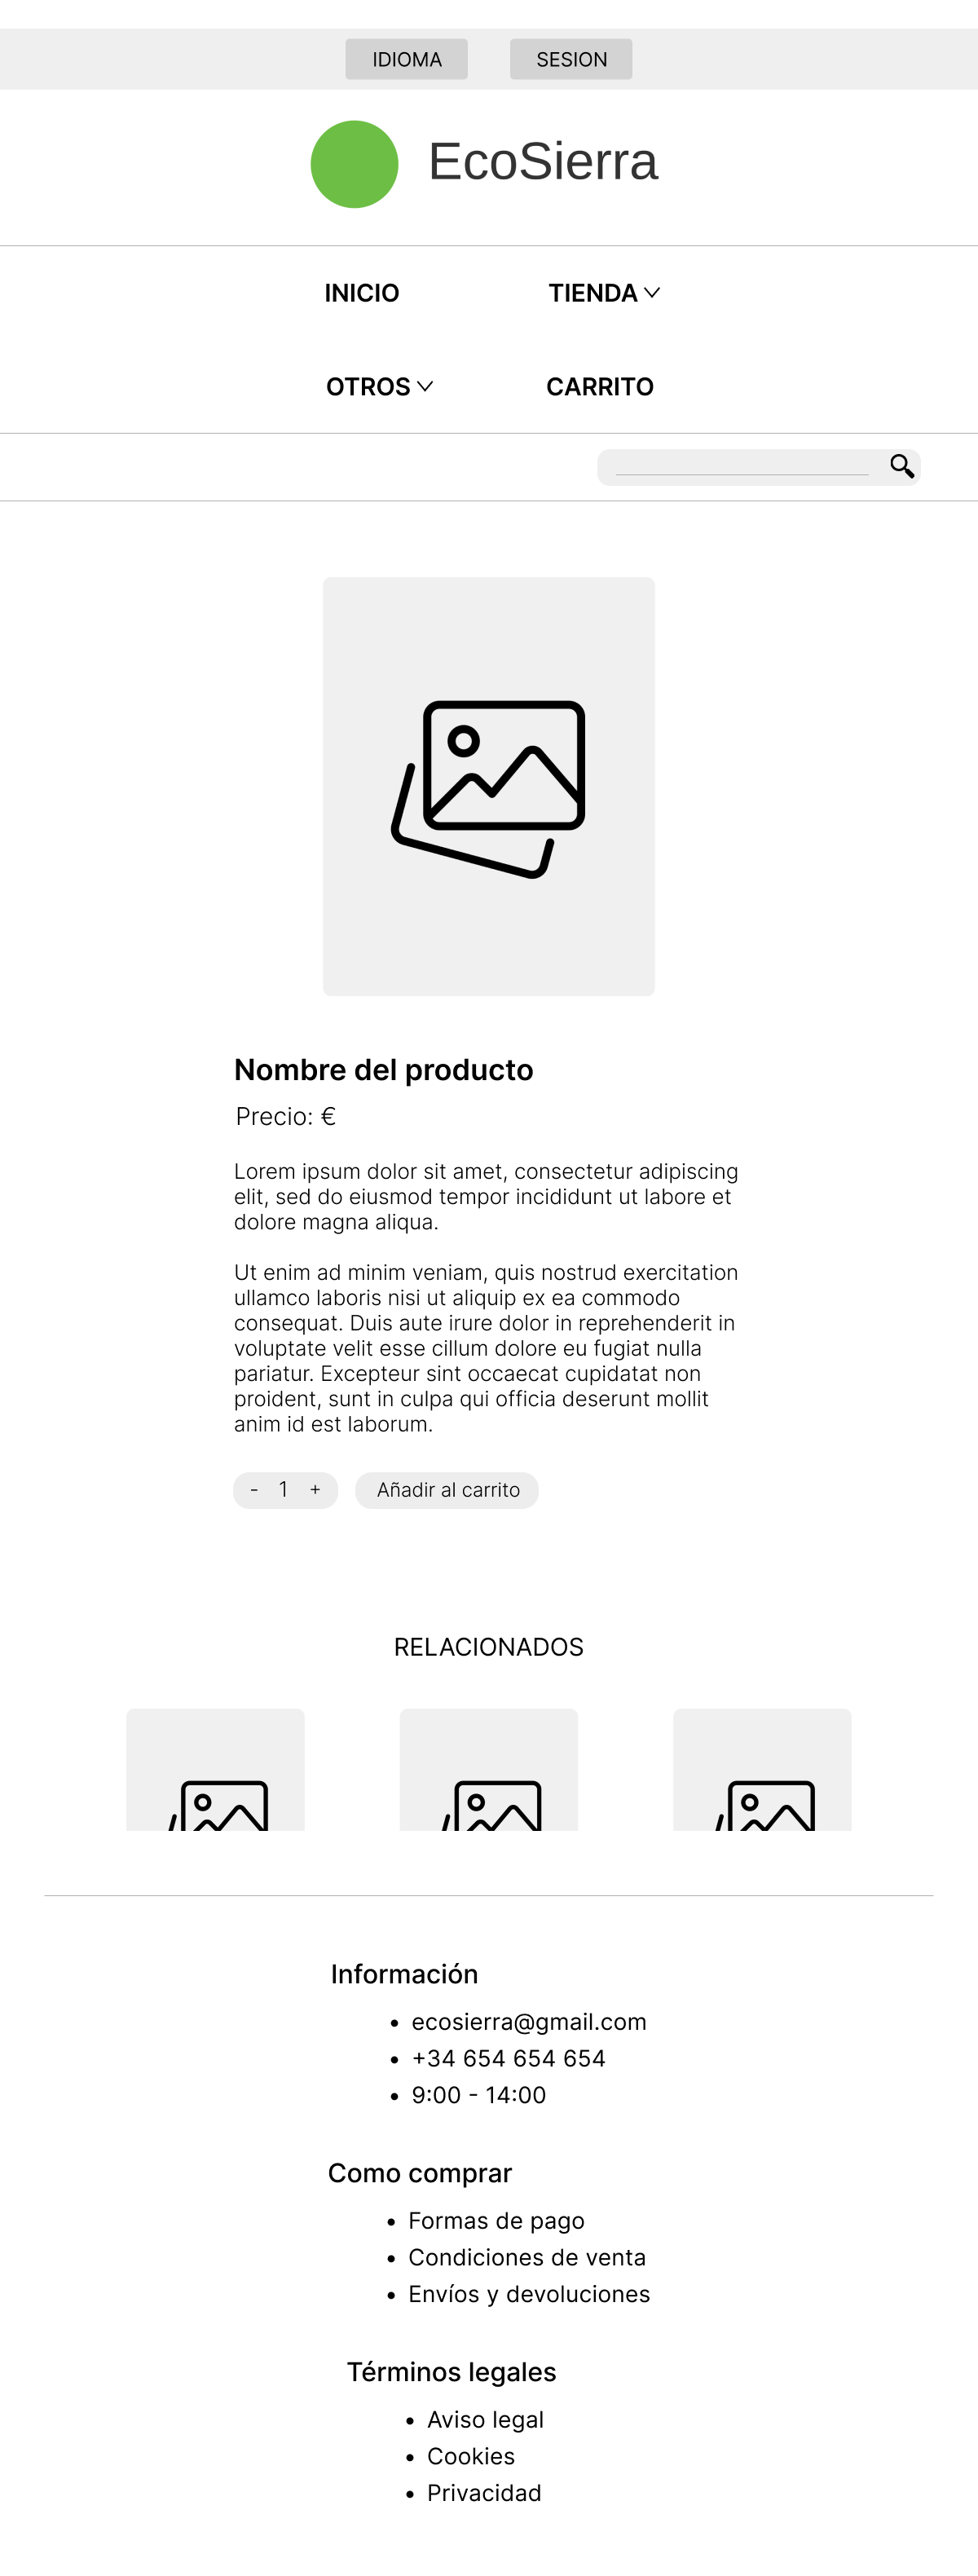 IDIOMA SESION
EcoSierra
INICIO TIENDA
OTROS CARRITO
Nombre del producto
Precio: €
Lorem ipsum dolor sit amet, consectetur adipiscing
elit, sed do eiusmod tempor incididunt ut labore et
dolore magna aliqua.
Ut enim ad minim veniam, quis nostrud exercitation
ullamco laboris nisi ut aliquip ex ea commodo
consequat. Duis aute irure dolor in reprehenderit in
voluptate velit esse cillum dolore eu fugiat nulla
pariatur. Excepteur sint occaecat cupidatat non
proident, sunt in culpa qui officia deserunt mollit
anim id est laborum.
- 1 + Añadir al carrito
RELACIONADOS
Información
• ecosierra@gmail.com
• +34 654 654 654
• 9:00 - 14:00
Como comprar
• Formas de pago
• Condiciones de venta
• Envíos y devoluciones
Términos legales
• Aviso legal
• Cookies
• Privacidad